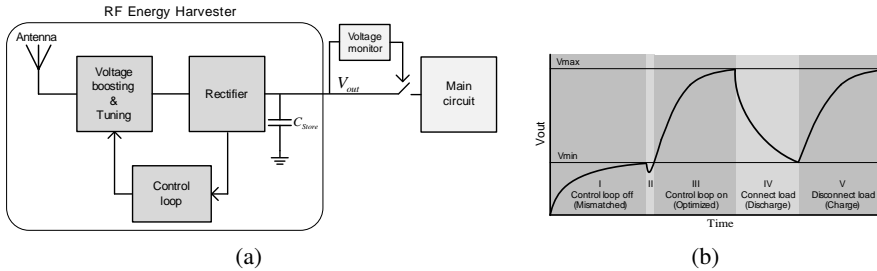 RF Energy Harvester
Antenna
Voltage
boosting
&
Tuning
Rectifier
Control
loop
C_Store
V_out
Voltage
monitor
Main
circuit
(a)
Vout
Vmax
Vmin
I
Control loop off
(Mismatched)
II
III
Control loop on
(Optimized)
IV
Connect load
(Discharge)
V
Disconnect load
(Charge)
Time
(b)